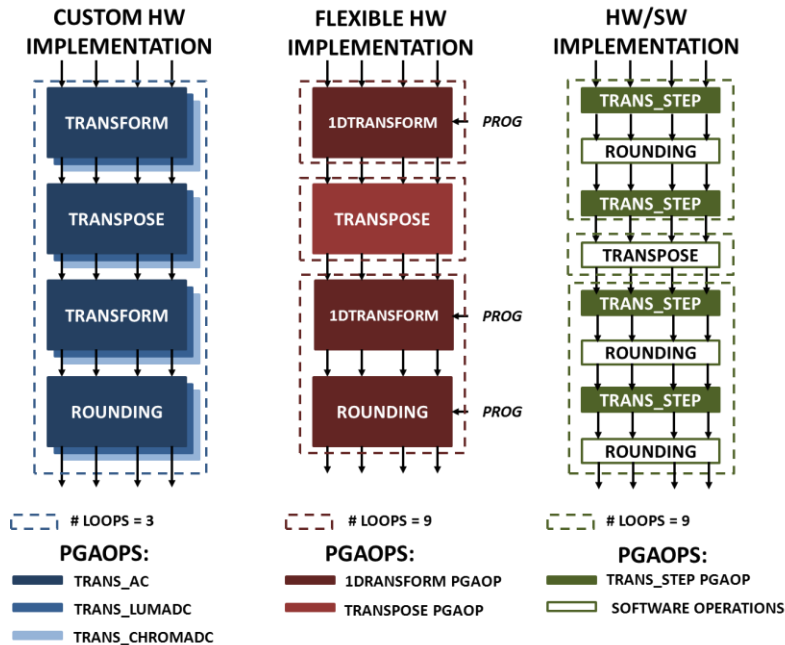 CUSTOM HW
IMPLEMENTATION
TRANSFORM
TRANSPOSE
TRANSFORM
ROUNDING
# LOOPS = 3
PGAOPS:
TRANS_AC
TRANS_LUMADC
TRANS_CHROMADC
FLEXIBLE HW
IMPLEMENTATION
1DTRANSFORM
PROG
TRANSPOSE
1DTRANSFORM
PROG
ROUNDING
PROG
# LOOPS = 9
PGAOPS:
1DRANSFORM PGAOP
TRANSPOSE PGAOP
HW/SW
IMPLEMENTATION
TRANS_STEP
ROUNDING
TRANS_STEP
TRANSPOSE
TRANS_STEP
ROUNDING
TRANS_STEP
ROUNDING
# LOOPS = 9
PGAOPS:
TRANS_STEP PGAOP
SOFTWARE OPERATIONS